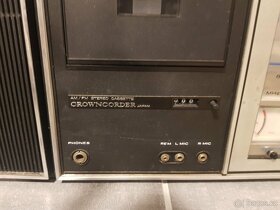 AM/FM STEREO CASSETTE
CROWNCORDER JAPAN
PHONES
REM L MIC R MIC